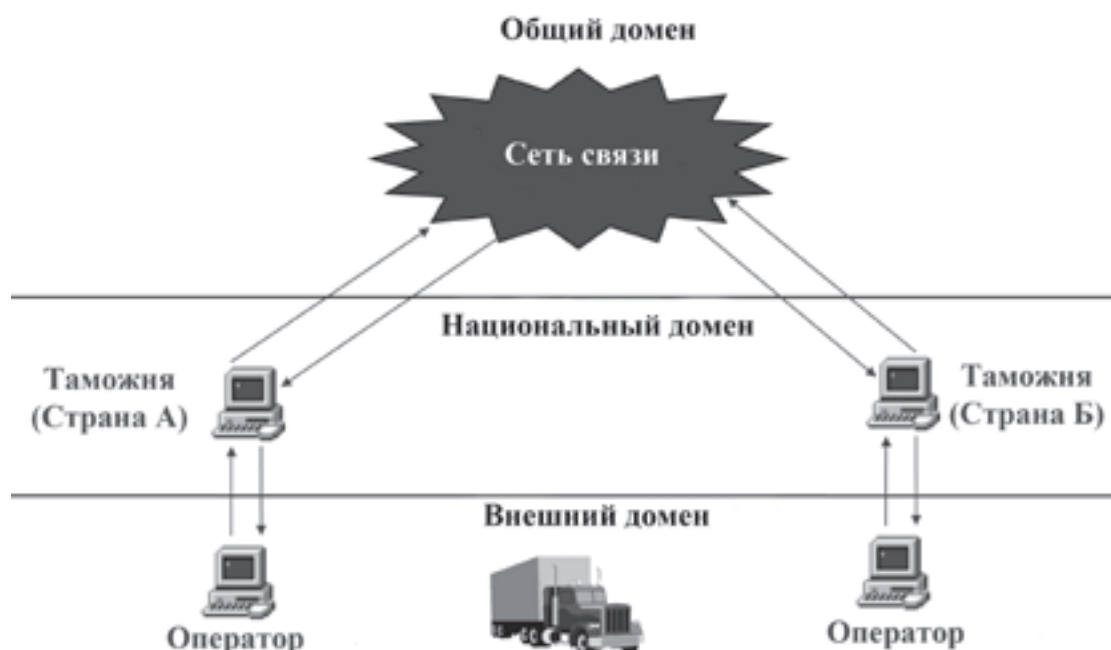 Общий домен
Сеть связи
Национальный домен
Таможня
(Страна А)
Таможня
(Страна Б)
Внешний домен
Оператор
Оператор